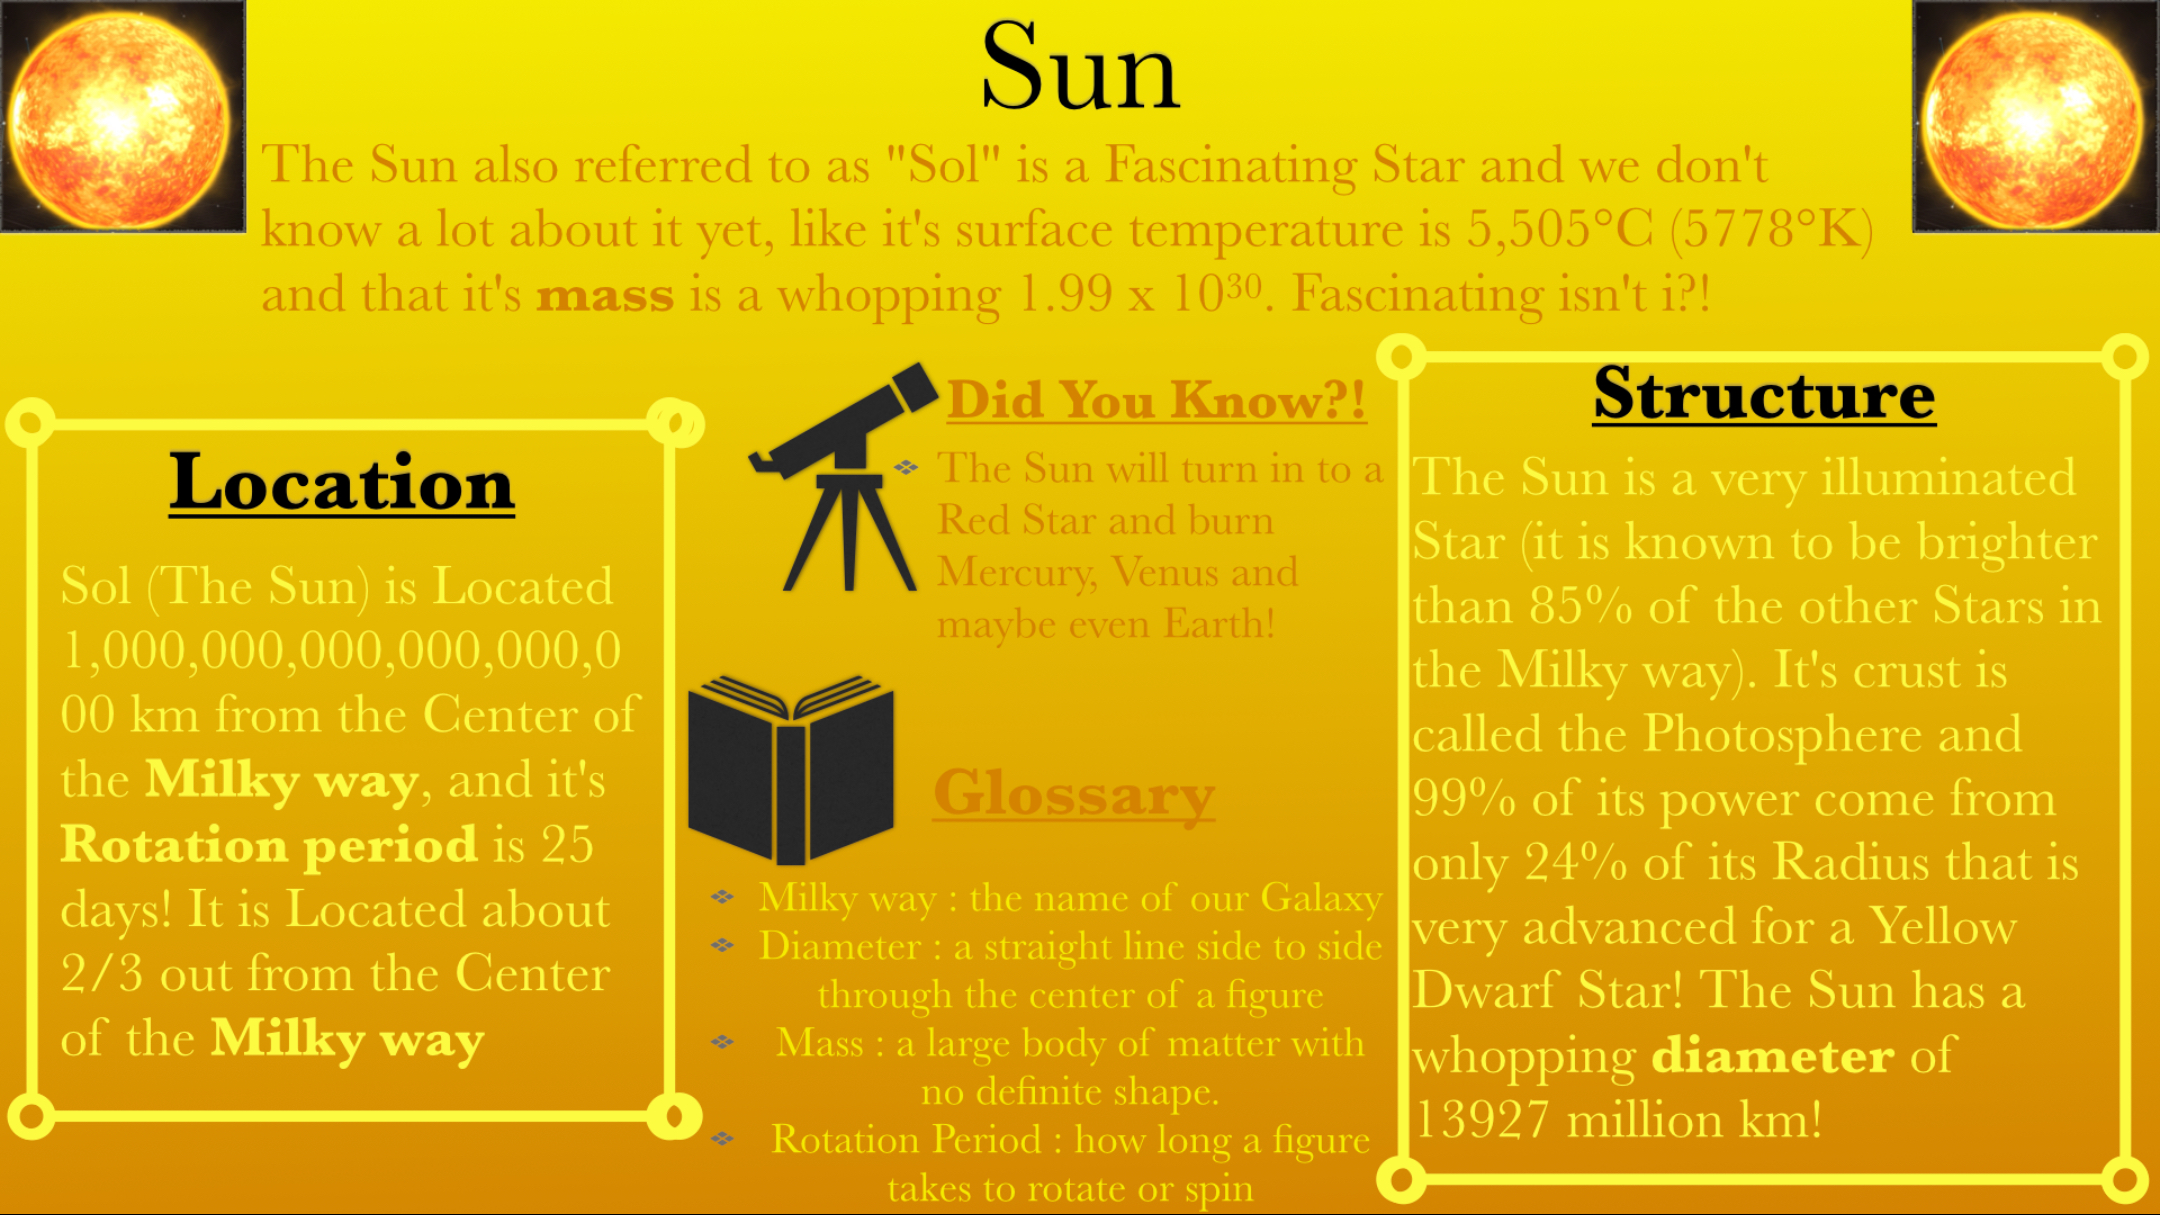 Sun
The Sun also referred to as "Sol" is a Fascinating Star and we don't
know a lot about it yet, like it's surface temperature is 5,505°C (5778°K)
and that it's mass is a whopping 1.99 x 10³⁰. Fascinating isn't i?!
Location
Sol (The Sun) is Located
1,000,000,000,000,000,0
00 km from the Center of
the Milky way, and it's
Rotation period is 25
days! It is Located about
2/3 out from the Center
of the Milky way
Did You Know?!
❖ The Sun will turn in to a
Red Star and burn
Mercury, Venus and
maybe even Earth!
Glossary
❖ Milky way : the name of our Galaxy
❖ Diameter : a straight line side to side
through the center of a figure
❖ Mass : a large body of matter with
no definite shape.
❖ Rotation Period : how long a figure
takes to rotate or spin
Structure
The Sun is a very illuminated
Star (it is known to be brighter
than 85% of the other Stars in
the Milky way). It's crust is
called the Photosphere and
99% of its power come from
only 24% of its Radius that is
very advanced for a Yellow
Dwarf Star! The Sun has a
whopping diameter of
13927 million km!